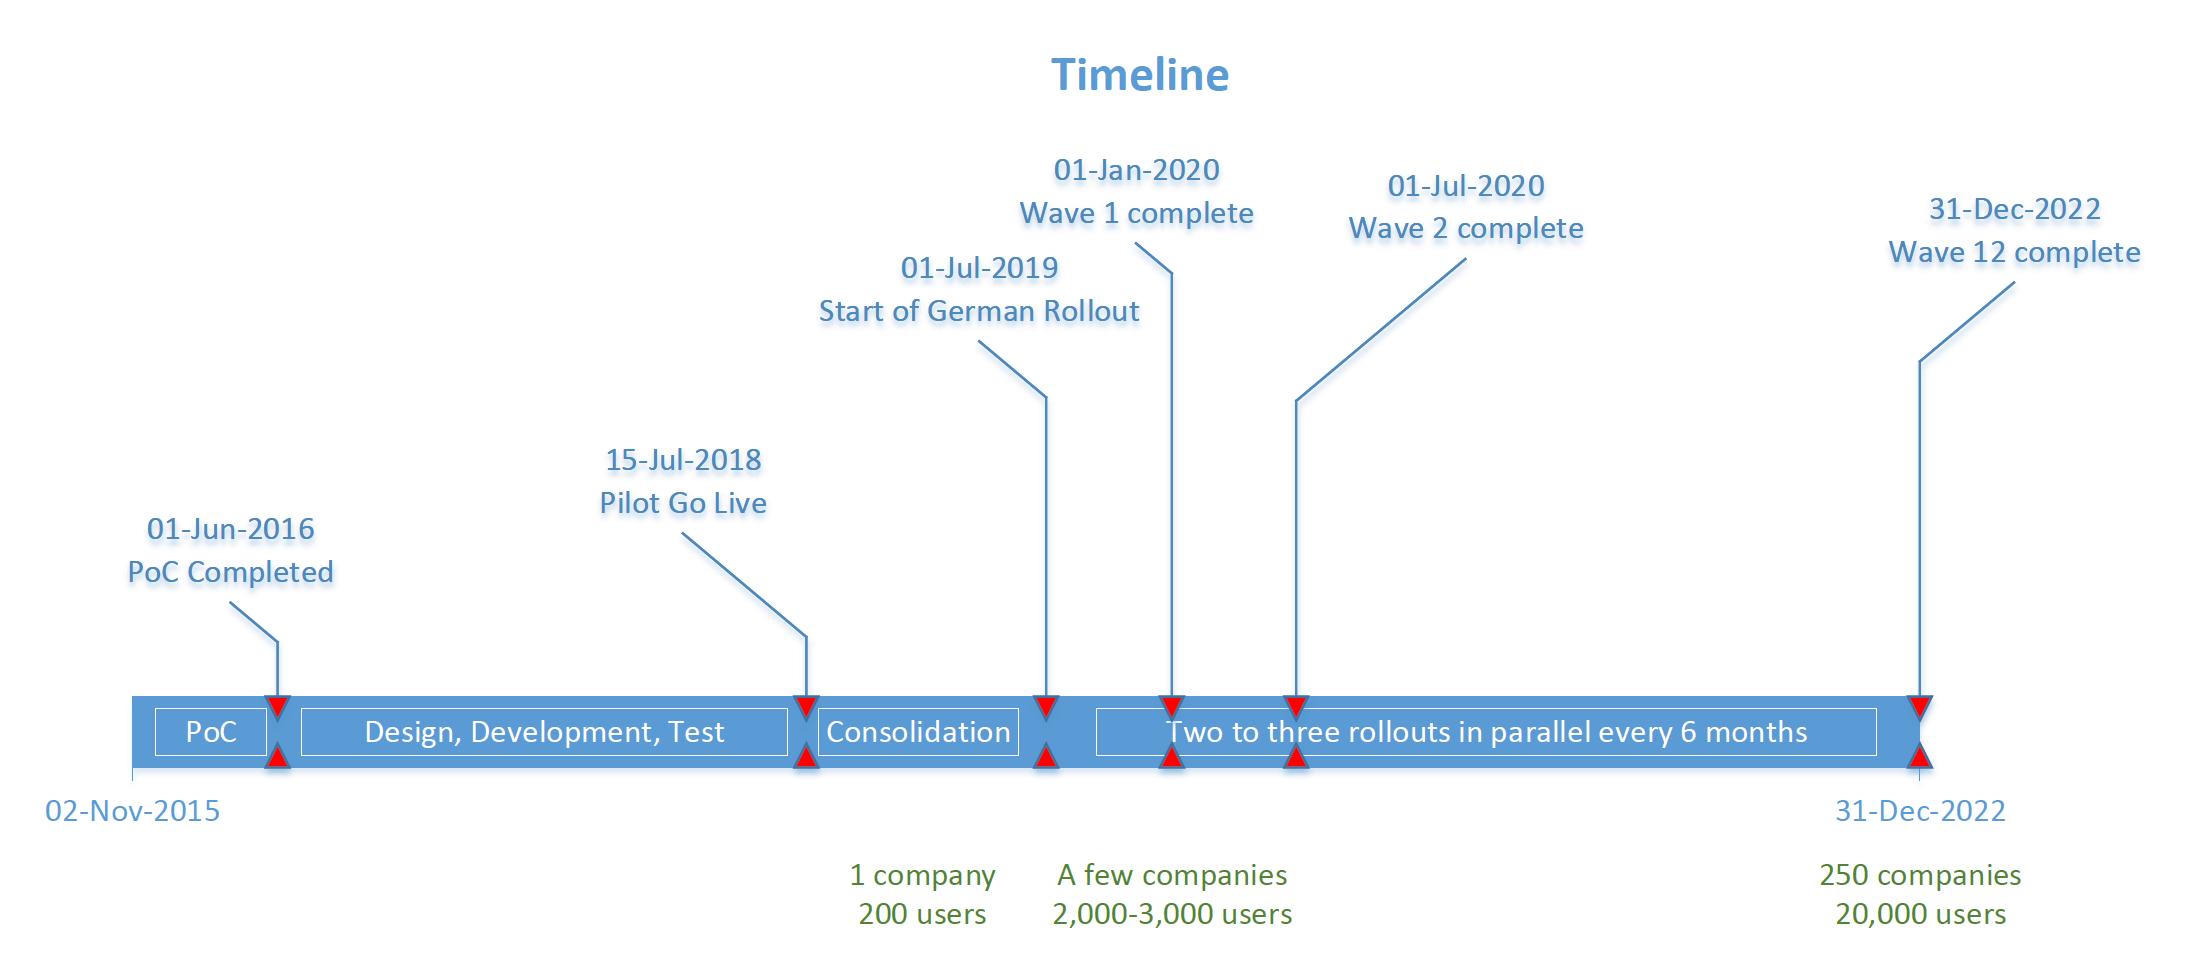 Timeline
01-Jan-2020
Wave 1 complete
01-Jul-2020
Wave 2 complete
31-Dec-2022
Wave 12 complete
01-Jul-2019
Start of German Rollout
15-Jul-2018
Pilot Go Live
01-Jun-2016
PoC Completed
PoC
Design, Development, Test
Consolidation
Two to three rollouts in parallel every 6 months
02-Nov-2015
31-Dec-2022
1 company
200 users
A few companies
2,000-3,000 users
250 companies
20,000 users